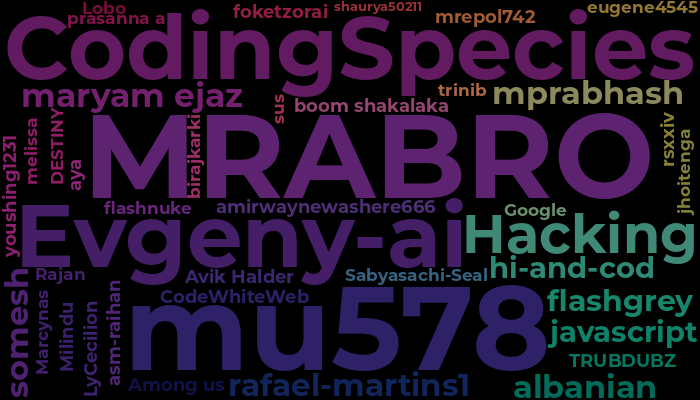 Lobo
prasanna a
foketzorai
shaurya50211
mrepol742
eugene4545
CodingSpecies
maryam ejaz
sus
boom shakalaka
trinib
mprabhash
youshing1231
melissa
DESTINY
aya
MRABRO
birajkarki
rsxxiv
jhoitenga
flashnuke
amirwaynewashere666
Google
Evgeny-ai
Hacking
hi-and-cod
somesh
Rajan
Avik Halder
Sabyasachi-Seal
Marcynas
Milindu
LyCecilion
asm-raihan
CodeWhiteWeb
mu578
flashgrey
javascript
TRUBDUBZ
Among us
rafael-martins1
albanian